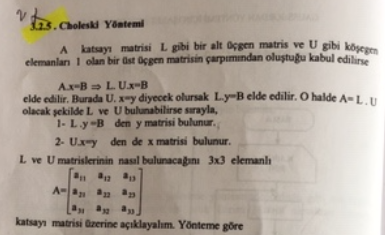 3.2.5. Choleski Yöntemi
A katsayı matrisi L gibi bir alt üçgen matris ve U gibi köşegen
elemanları 1 olan bir üst üçgen matrisin çarpımından oluştuğu kabul edilirse
A.x=B ⇒ L. U.x=B
elde edilir. Burada U. x=y diyecek olursak L.y=B elde edilir. O halde A= L . U
olacak şekilde L ve U bulunabilirse sırayla,
1- L.y=B den y matrisi bulunur.
2- U.x=y den de x matrisi bulunur.
L ve U matrislerinin nasıl bulunacağını 3x3 elemanlı
a₁₁ a₁₂ a₁₃
A= a₂₁ a₂₂ a₂₃
a₃₁ a₃₂ a₃₃
katsayı matrisi üzerine açıklayalım. Yönteme göre